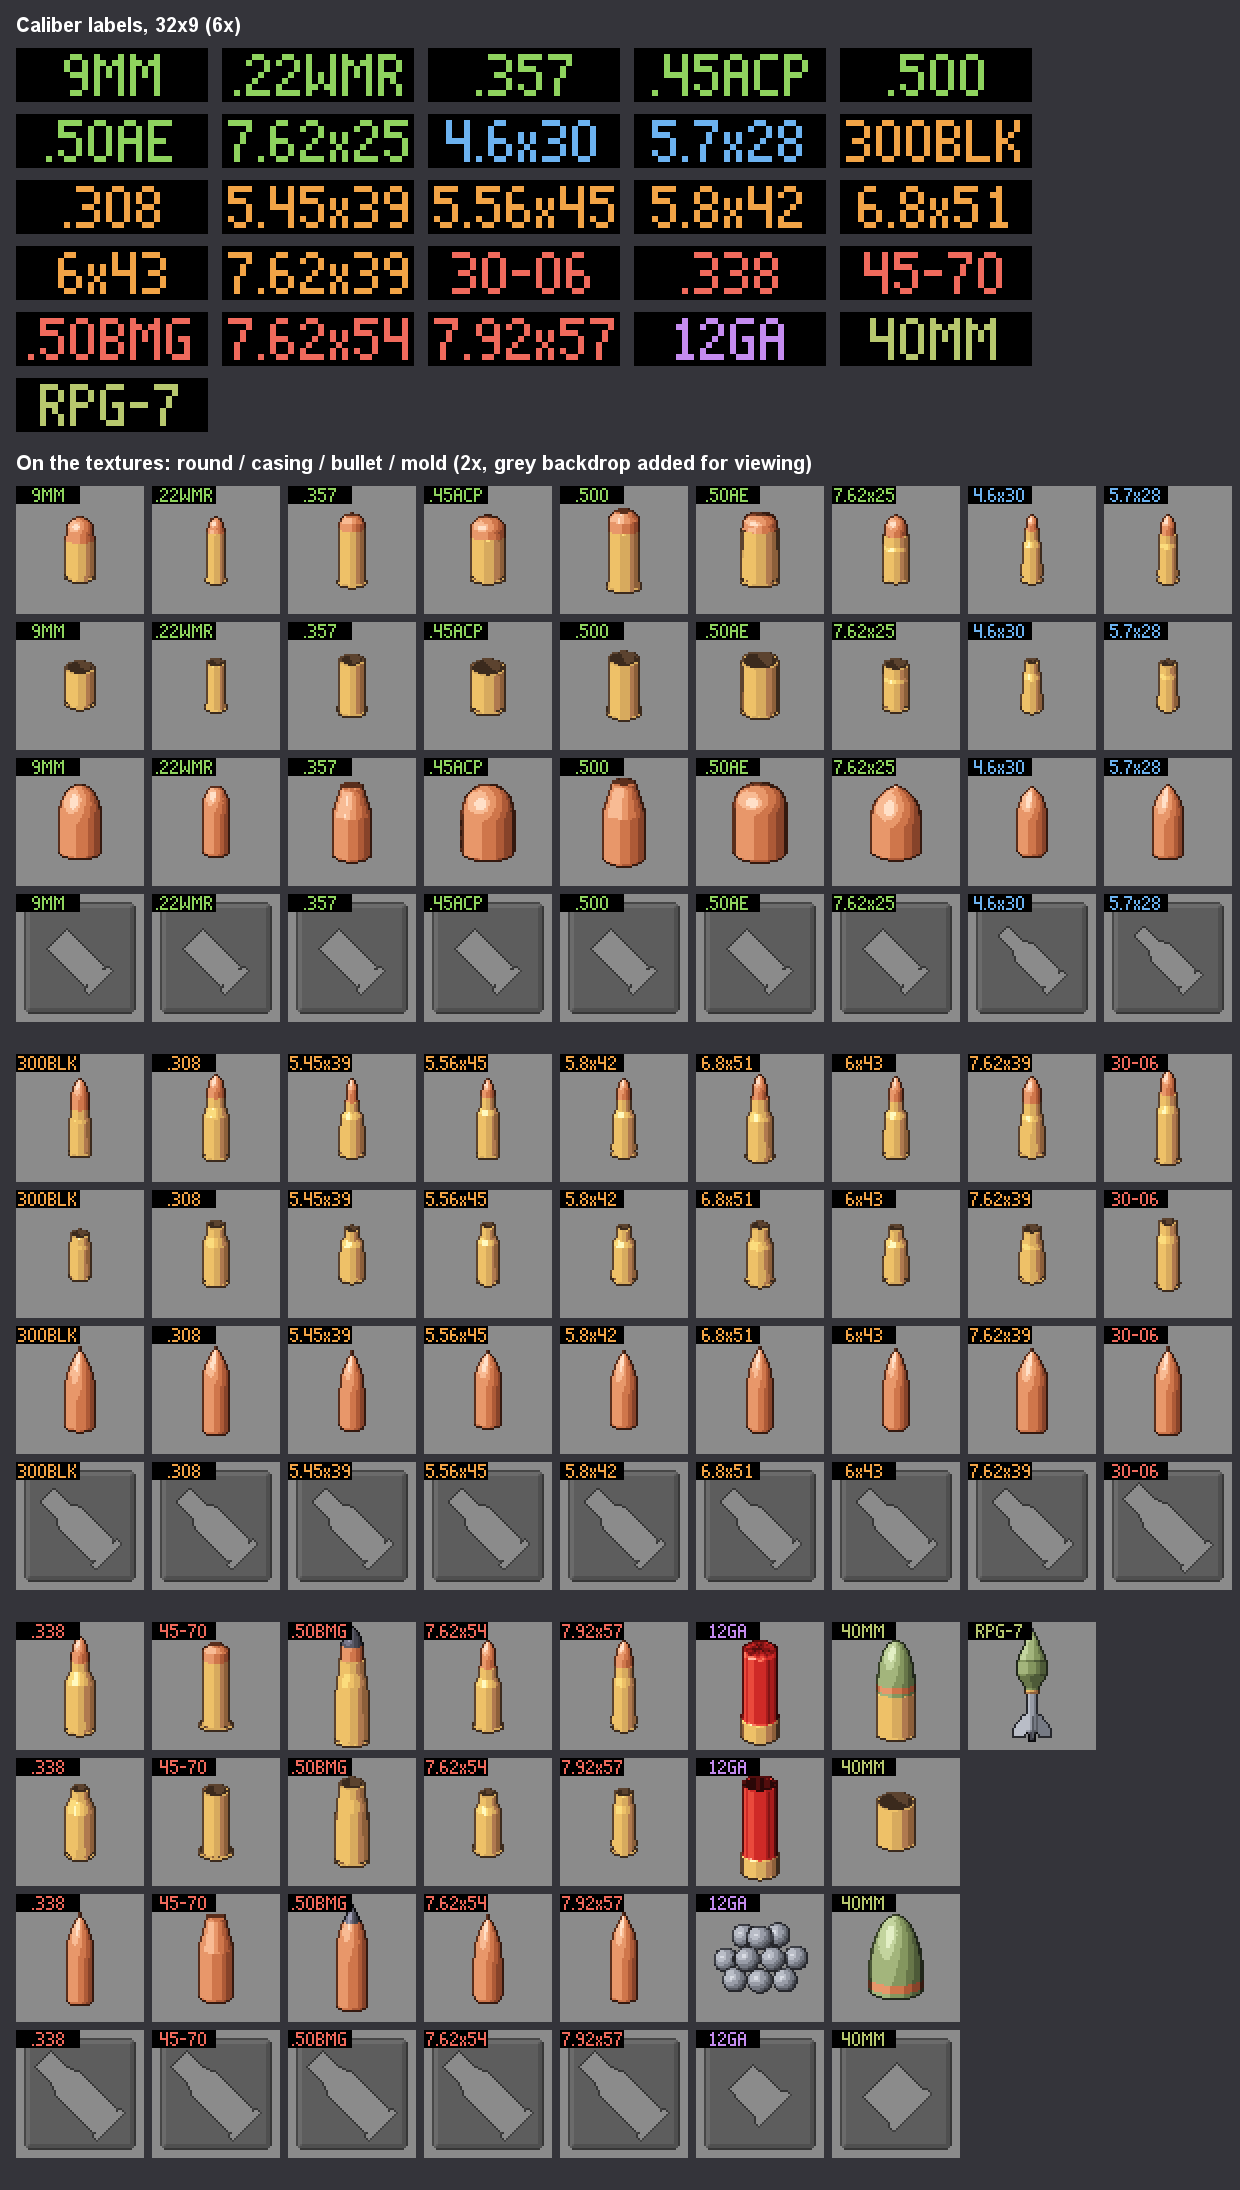 Caliber labels, 32x9 (6x)
9MM .22WMR .357 .45ACP .500
.50AE 7.62x25 4.6x30 5.7x28 300BLK
.308 5.45x39 5.56x45 5.8x42 6.8x51
6x43 7.62x39 30-06 .338 45-70
.50BMG 7.62x54 7.92x57 12GA 40MM
RPG-7
On the textures: round / casing / bullet / mold (2x, grey backdrop added for viewing)
9MM .22WMR .357 .45ACP .500 .50AE 7.62x25 4.6x30 5.7x28
9MM .22WMR .357 .45ACP .500 .50AE 7.62x25 4.6x30 5.7x28
9MM .22WMR .357 .45ACP .500 .50AE 7.62x25 4.6x30 5.7x28
9MM .22WMR .357 .45ACP .500 .50AE 7.62x25 4.6x30 5.7x28
300BLK .308 5.45x39 5.56x45 5.8x42 6.8x51 6x43 7.62x39 30-06
300BLK .308 5.45x39 5.56x45 5.8x42 6.8x51 6x43 7.62x39 30-06
300BLK .308 5.45x39 5.56x45 5.8x42 6.8x51 6x43 7.62x39 30-06
300BLK .308 5.45x39 5.56x45 5.8x42 6.8x51 6x43 7.62x39 30-06
.338 45-70 .50BMG 7.62x54 7.92x57 12GA 40MM RPG-7
.338 45-70 .50BMG 7.62x54 7.92x57 12GA 40MM
.338 45-70 .50BMG 7.62x54 7.92x57 12GA 40MM
.338 45-70 .50BMG 7.62x54 7.92x57 12GA 40MM